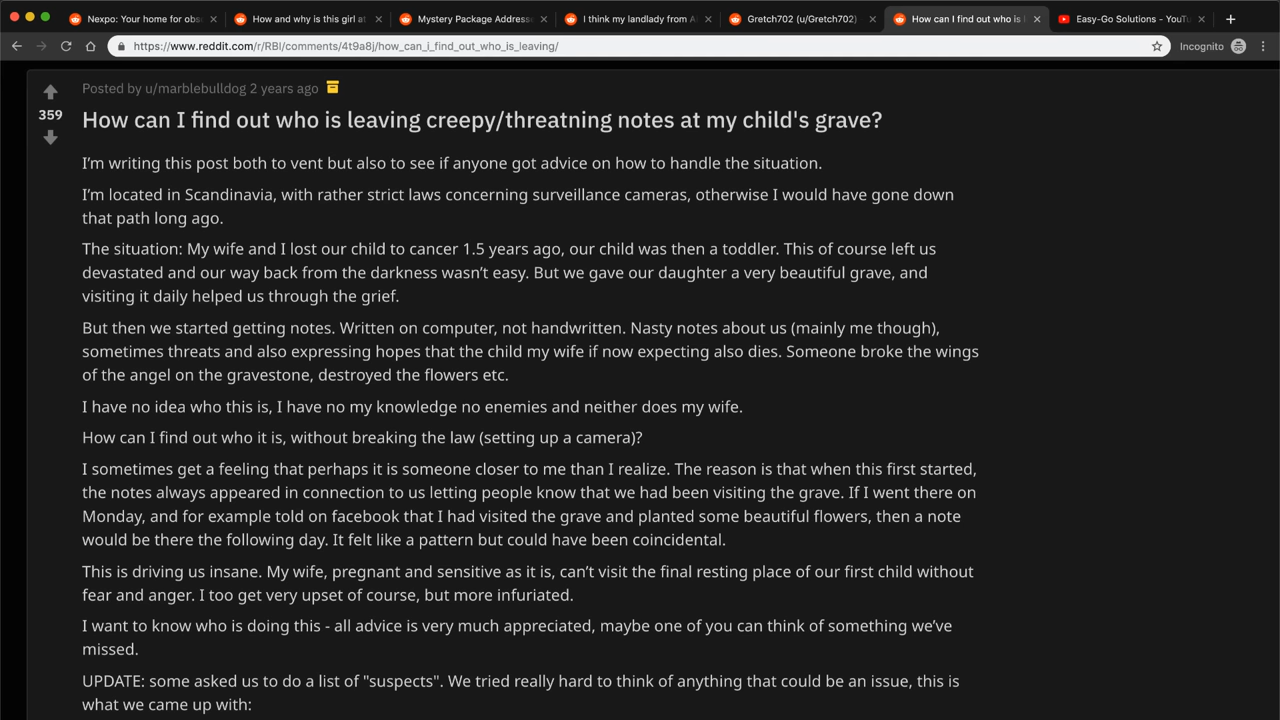 Nexpo: Your home for obs
How and why is this girl at
Mystery Package Address
I think my landlady from A
Gretch702 (u/Gretch702)
How can I find out who is
Easy-Go Solutions - YouTu
https://www.reddit.com/r/RBI/comments/4t9a8j/how_can_i_find_out_who_is_leaving/
Incognito
Posted by u/marblebulldog 2 years ago
359
How can I find out who is leaving creepy/threatning notes at my child's grave?
I'm writing this post both to vent but also to see if anyone got advice on how to handle the situation.
I'm located in Scandinavia, with rather strict laws concerning surveillance cameras, otherwise I would have gone down
that path long ago.
The situation: My wife and I lost our child to cancer 1.5 years ago, our child was then a toddler. This of course left us
devastated and our way back from the darkness wasn't easy. But we gave our daughter a very beautiful grave, and
visiting it daily helped us through the grief.
But then we started getting notes. Written on computer, not handwritten. Nasty notes about us (mainly me though),
sometimes threats and also expressing hopes that the child my wife if now expecting also dies. Someone broke the wings
of the angel on the gravestone, destroyed the flowers etc.
I have no idea who this is, I have no my knowledge no enemies and neither does my wife.
How can I find out who it is, without breaking the law (setting up a camera)?
I sometimes get a feeling that perhaps it is someone closer to me than I realize. The reason is that when this first started,
the notes always appeared in connection to us letting people know that we had been visiting the grave. If I went there on
Monday, and for example told on facebook that I had visited the grave and planted some beautiful flowers, then a note
would be there the following day. It felt like a pattern but could have been coincidental.
This is driving us insane. My wife, pregnant and sensitive as it is, can't visit the final resting place of our first child without
fear and anger. I too get very upset of course, but more infuriated.
I want to know who is doing this - all advice is very much appreciated, maybe one of you can think of something we've
missed.
UPDATE: some asked us to do a list of "suspects". We tried really hard to think of anything that could be an issue, this is
what we came up with: